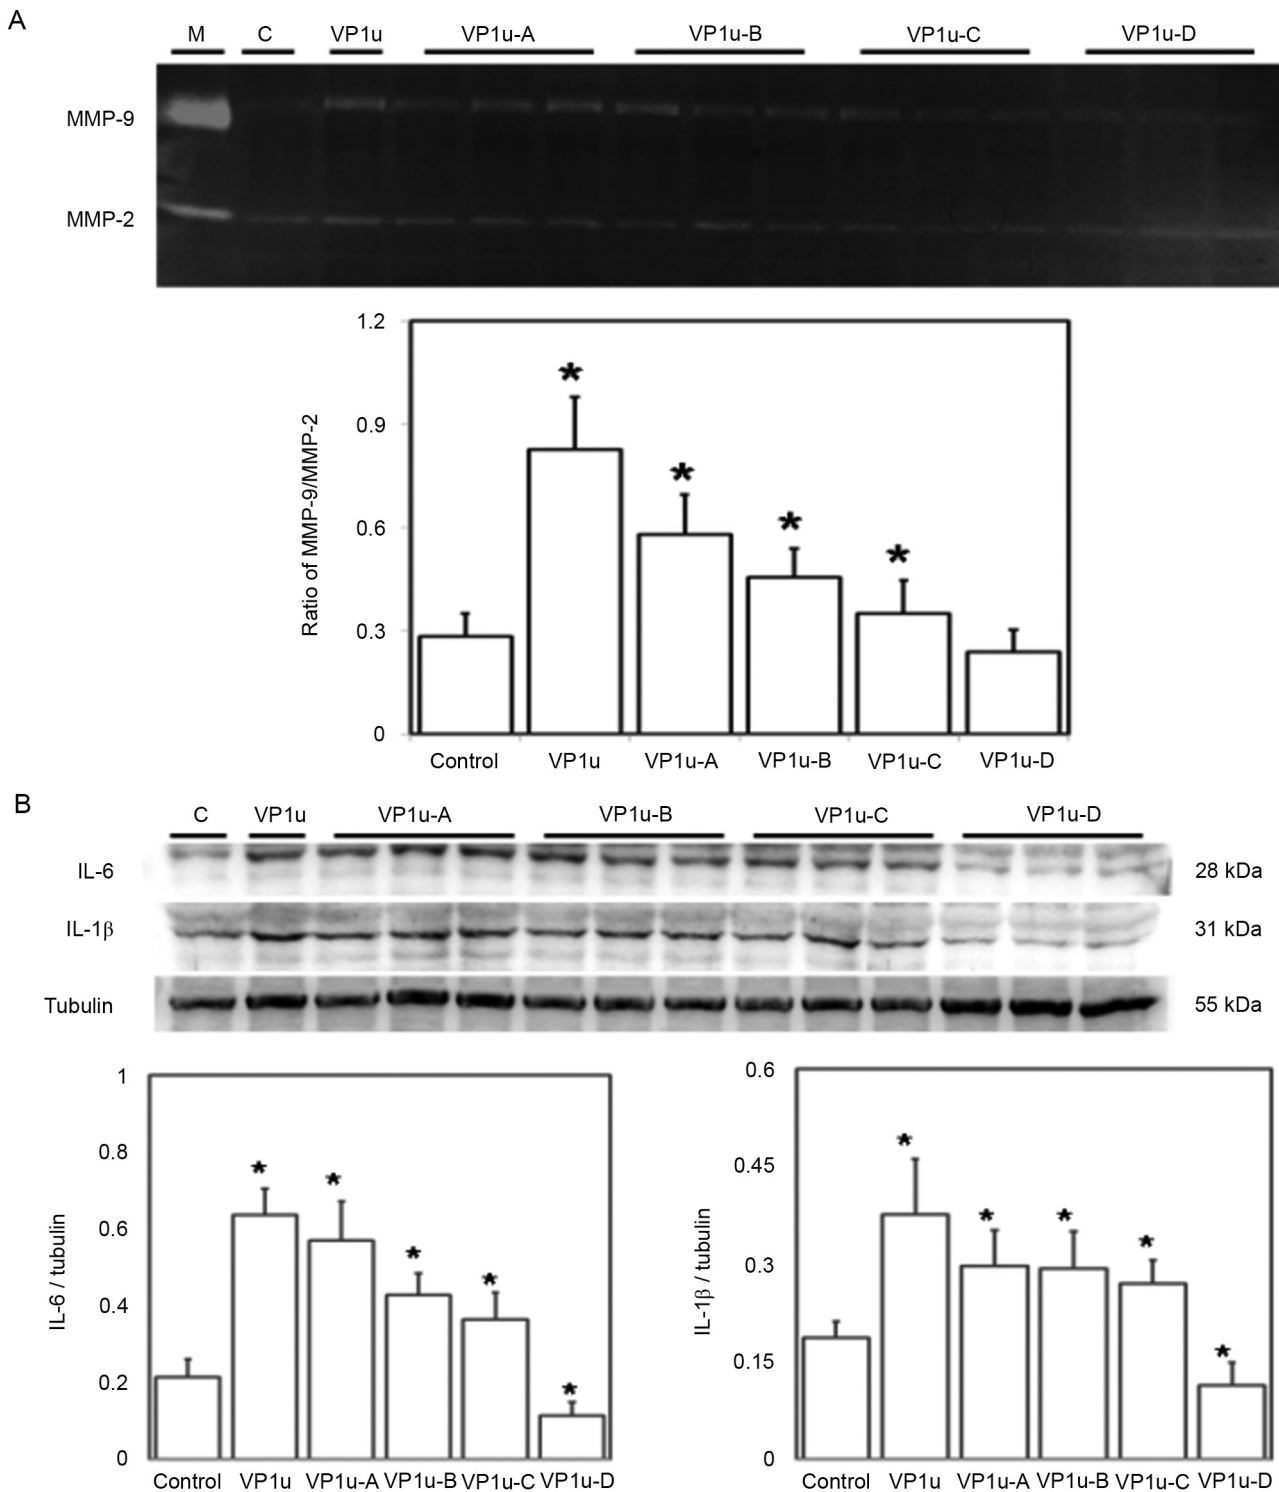 A
M C VP1u VP1u-A VP1u-B VP1u-C VP1u-D
MMP-9
MMP-2
1.2
0.9
0.6
0.3
0
Ratio of MMP-9/MMP-2
* * * *
Control VP1u VP1u-A VP1u-B VP1u-C VP1u-D
B
C VP1u VP1u-A VP1u-B VP1u-C VP1u-D
IL-6 28 kDa
IL-1β 31 kDa
Tubulin 55 kDa
1
0.8
0.6
0.4
0.2
0
IL-6 / tubulin
* * * * *
Control VP1u VP1u-A VP1u-B VP1u-C VP1u-D
0.6
0.45
0.3
0.15
0
IL-1β / tubulin
* * * * *
Control VP1u VP1u-A VP1u-B VP1u-C VP1u-D